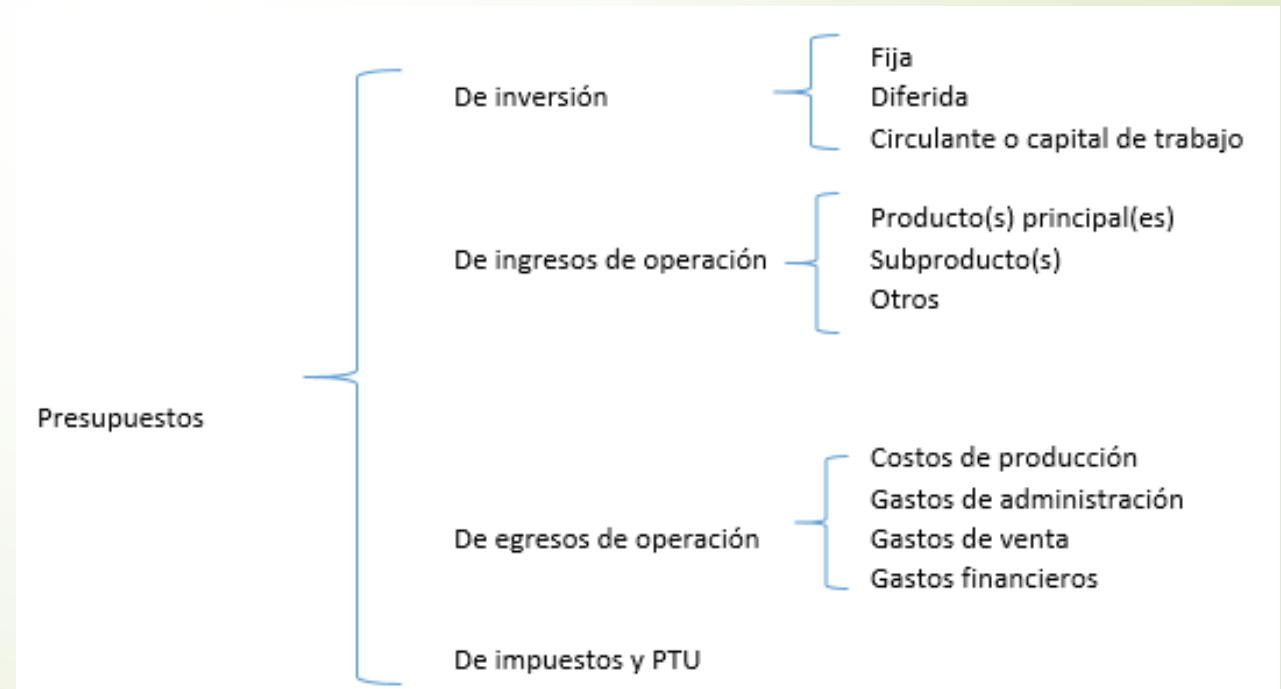 Presupuestos
De inversión
Fija
Diferida
Circulante o capital de trabajo
De ingresos de operación
Producto(s) principal(es)
Subproducto(s)
Otros
De egresos de operación
Costos de producción
Gastos de administración
Gastos de venta
Gastos financieros
De impuestos y PTU